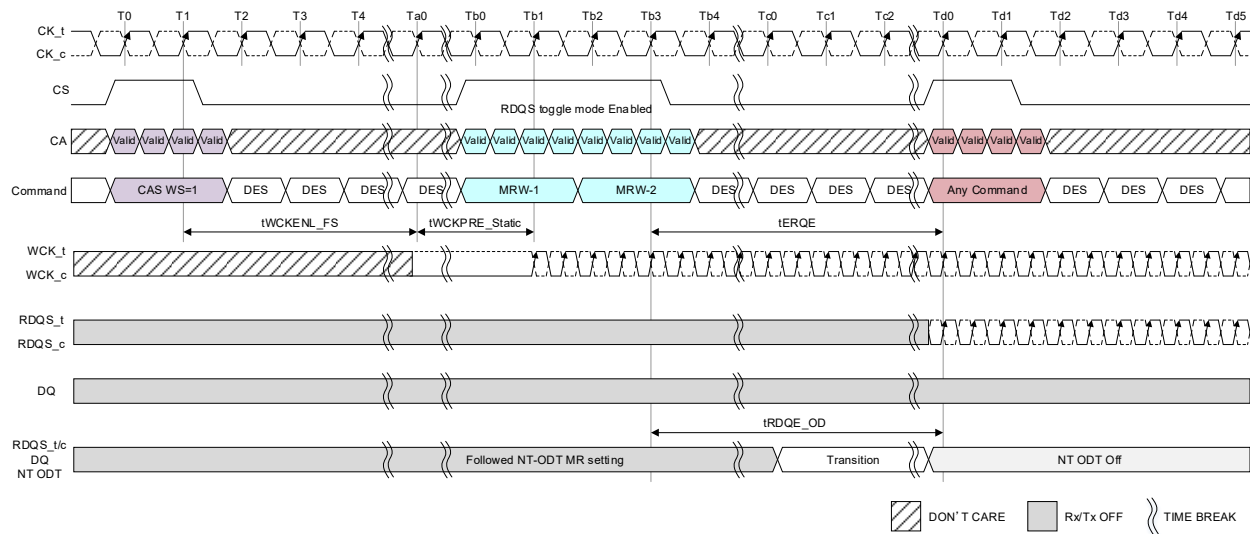 T0 T1 T2 T3 T4 Ta0 Tb0 Tb1 Tb2 Tb3 Tb4 Tc0 Tc1 Tc2 Td0 Td1 Td2 Td3 Td4 Td5
CK_t
CK_c
CS
RDQS toggle mode Enabled
CA Valid Valid Valid Valid Valid Valid Valid Valid Valid Valid Valid Valid Valid Valid Valid Valid
Command CAS WS=1 DES DES DES DES MRW-1 MRW-2 DES DES DES DES Any Command DES DES DES
tWCKENL_FS tWCKPRE_Static tERQE
WCK_t
WCK_c
RDQS_t
RDQS_c
DQ
tRDQE_OD
RDQS_t/c
DQ Followed NT-ODT MR setting Transition NT ODT Off
NT ODT
DON'T CARE Rx/Tx OFF TIME BREAK